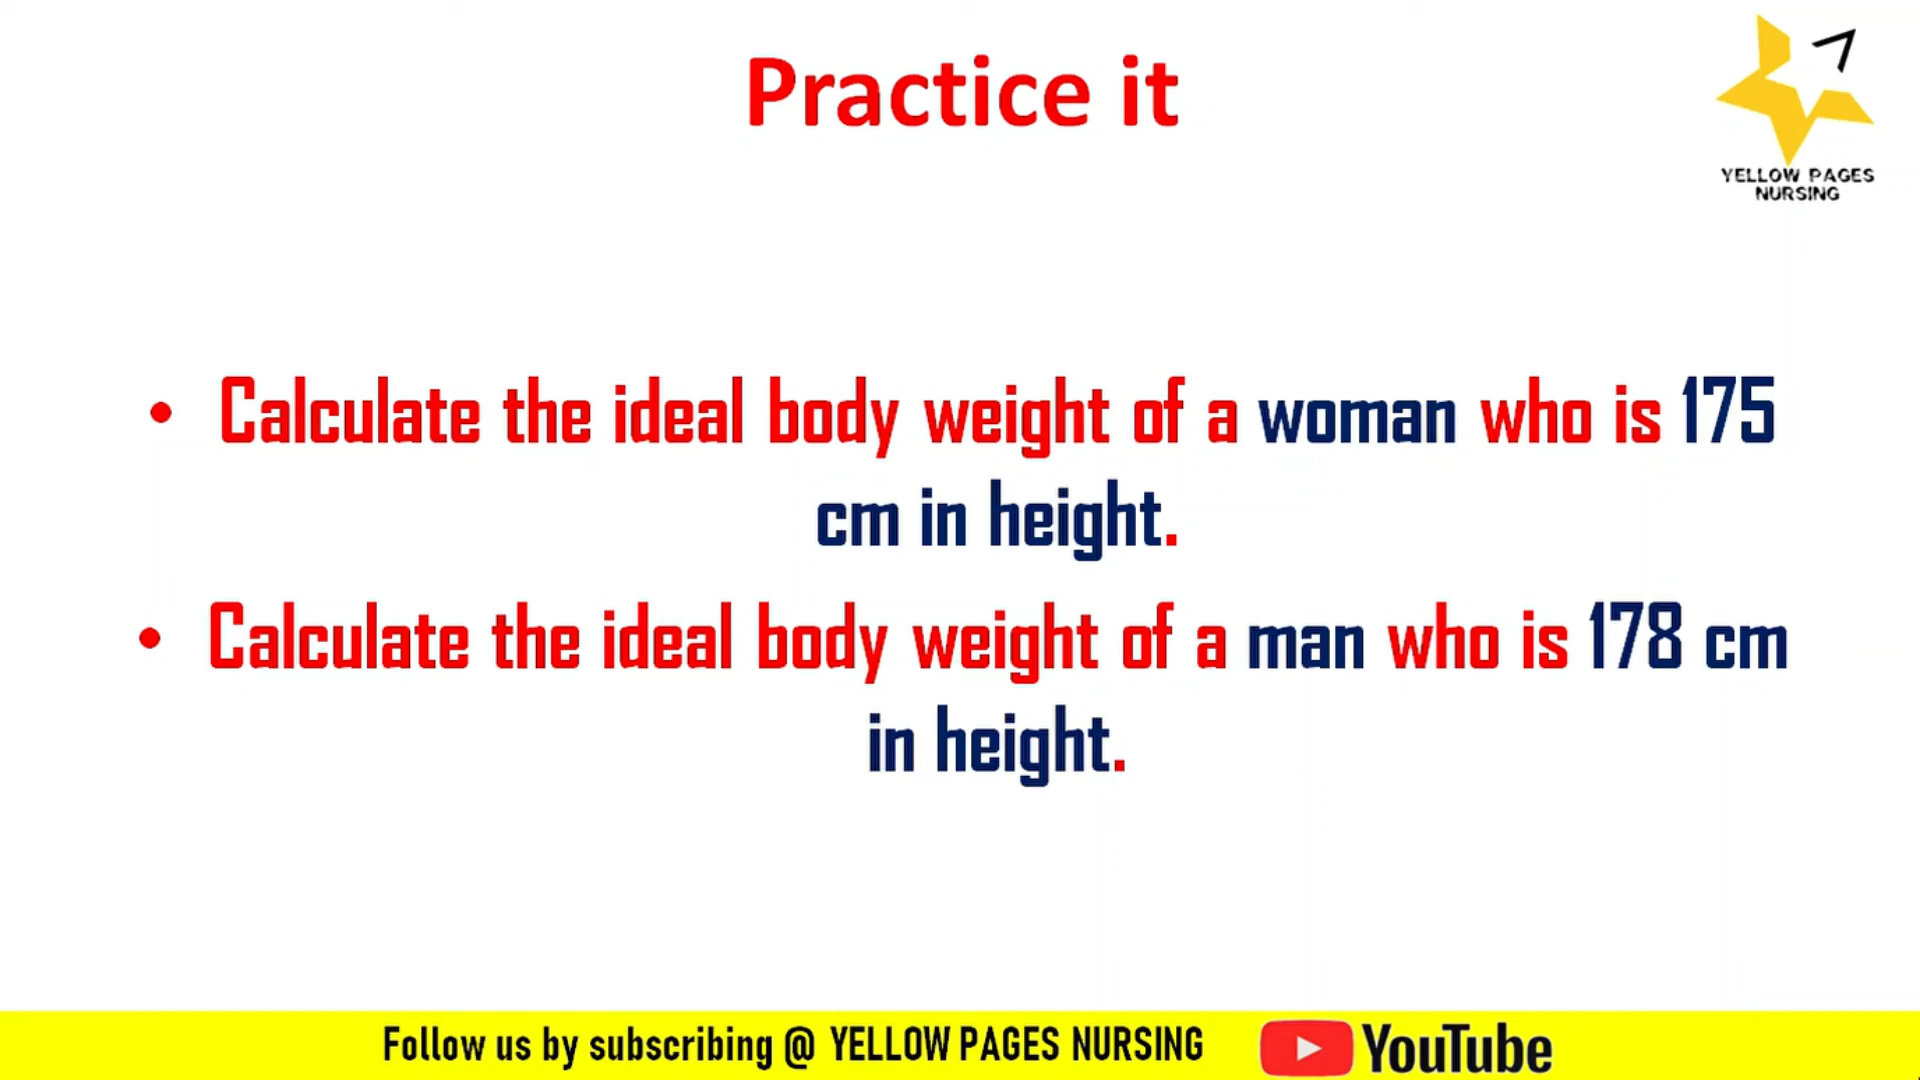 Practice it
YELLOW PAGES
NURSING
• Calculate the ideal body weight of a woman who is 175
cm in height.
• Calculate the ideal body weight of a man who is 178 cm
in height.
Follow us by subscribing @ YELLOW PAGES NURSING YouTube